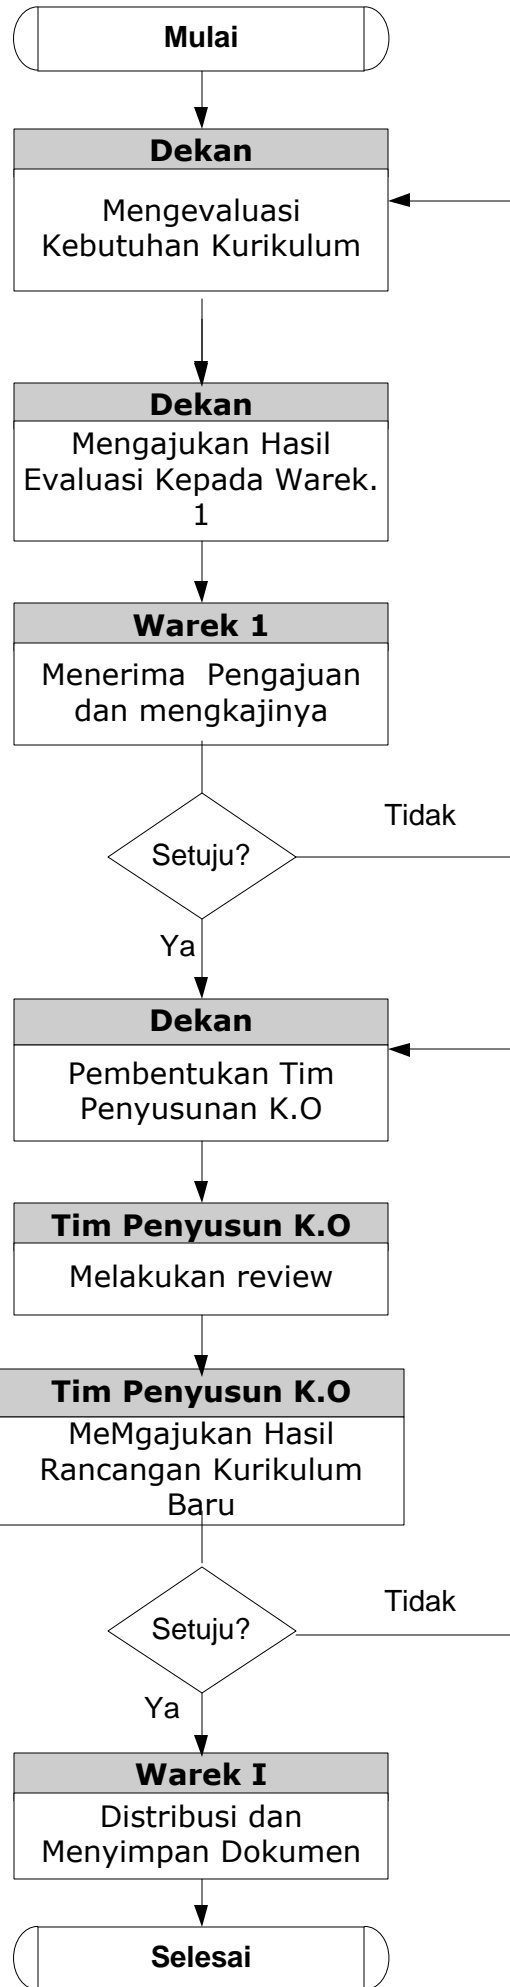 Mulai
Dekan
Mengevaluasi
Kebutuhan Kurikulum
Dekan
Mengajukan Hasil
Evaluasi Kepada Warek.
1
Warek 1
Menerima Pengajuan
dan mengkajinya
Tidak
Setuju?
Ya
Dekan
Pembentukan Tim
Penyusunan K.O
Tim Penyusun K.O
Melakukan review
Tim Penyusun K.O
MeMgajukan Hasil
Rancangan Kurikulum
Baru
Tidak
Setuju?
Ya
Warek I
Distribusi dan
Menyimpan Dokumen
Selesai